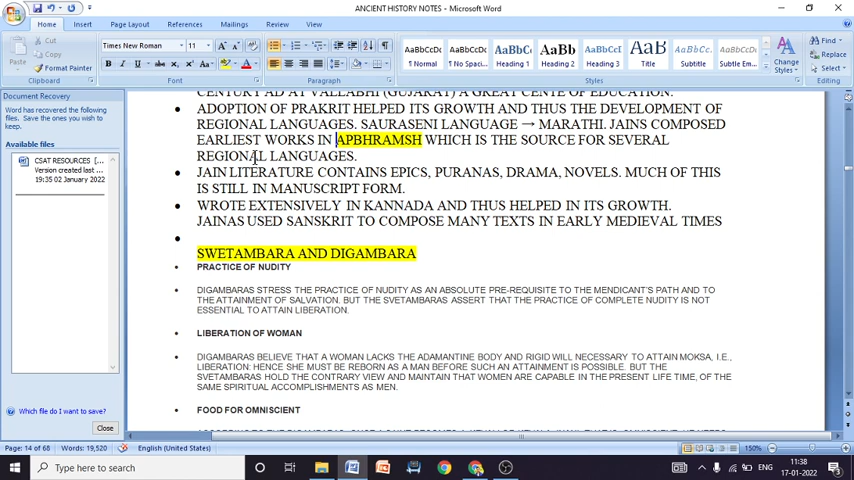 ANCIENT HISTORY NOTES - Microsoft Word
Home Insert Page Layout References Mailings Review View
Cut
Copy
Format Painter
Paste
Clipboard
Times New Roman 11
Font
Paragraph
AaBbCcDc AaBbCcDc AaBbC AaBb AaBbCc AaB AaBbCcL AaBbCcDc
¶ Normal ¶ No Spaci... Heading 1 Heading 2 Heading 3 Title Subtitle Subtle Em...
Styles
Change Styles
Find
Replace
Select
Editing
Document Recovery
Word has recovered the following files. Save the ones you wish to keep.
Available files
CSAT RESOURCES [...
Version created last ...
19:35 02 January 2022
Which file do I want to save?
Close
CENTURY AD AT VALLABHI (GUJARAT) A GREAT CENTE OF EDUCATION.
• ADOPTION OF PRAKRIT HELPED ITS GROWTH AND THUS THE DEVELOPMENT OF
REGIONAL LANGUAGES. SAURASENI LANGUAGE → MARATHI. JAINS COMPOSED
EARLIEST WORKS IN APBHRAMSH WHICH IS THE SOURCE FOR SEVERAL
REGIONAL LANGUAGES.
• JAIN LITERATURE CONTAINS EPICS, PURANAS, DRAMA, NOVELS. MUCH OF THIS
IS STILL IN MANUSCRIPT FORM.
• WROTE EXTENSIVELY IN KANNADA AND THUS HELPED IN ITS GROWTH.
JAINAS USED SANSKRIT TO COMPOSE MANY TEXTS IN EARLY MEDIEVAL TIMES
•
SWETAMBARA AND DIGAMBARA
• PRACTICE OF NUDITY
• DIGAMBARAS STRESS THE PRACTICE OF NUDITY AS AN ABSOLUTE PRE-REQUISITE TO THE MENDICANT'S PATH AND TO
THE ATTAINMENT OF SALVATION. BUT THE SVETAMBARAS ASSERT THAT THE PRACTICE OF COMPLETE NUDITY IS NOT
ESSENTIAL TO ATTAIN LIBERATION.
• LIBERATION OF WOMAN
• DIGAMBARAS BELIEVE THAT A WOMAN LACKS THE ADAMANTINE BODY AND RIGID WILL NECESSARY TO ATTAIN MOKSA, I.E.,
LIBERATION: HENCE SHE MUST BE REBORN AS A MAN BEFORE SUCH AN ATTAINMENT IS POSSIBLE. BUT THE
SVETAMBARAS HOLD THE CONTRARY VIEW AND MAINTAIN THAT WOMEN ARE CAPABLE IN THE PRESENT LIFE TIME, OF THE
SAME SPIRITUAL ACCOMPLISHMENTS AS MEN.
• FOOD FOR OMNISCIENT
Page: 14 of 68 Words: 19,520 English (United States) 150%
Type here to search
ENG
11:38
17-01-2022
3